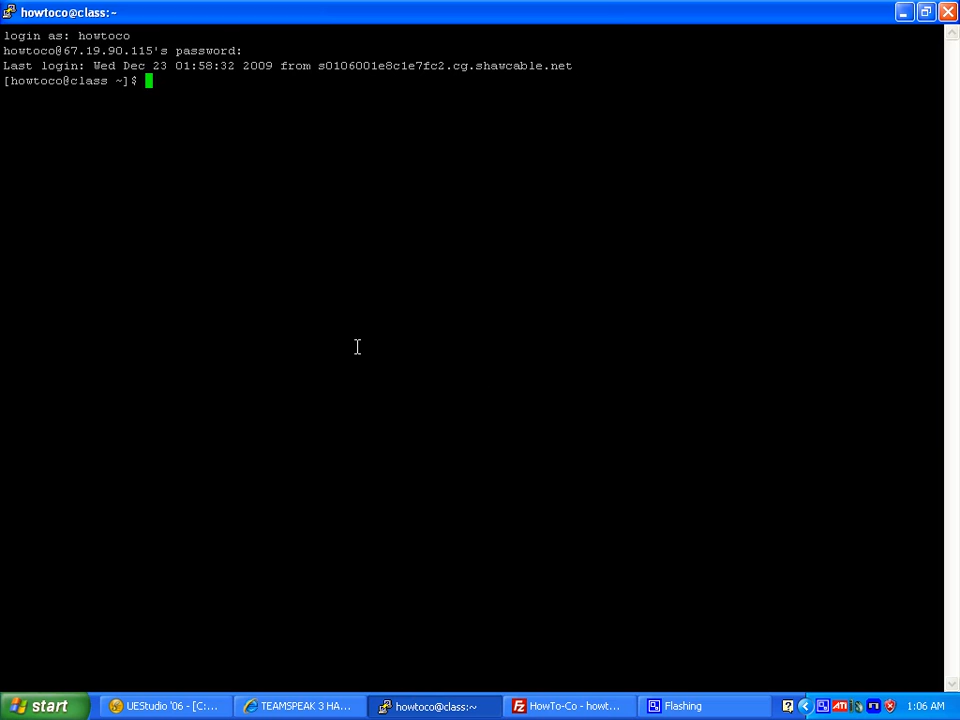 howtoco@class:~
login as: howtoco
howtoco@67.19.90.115's password:
Last login: Wed Dec 23 01:58:32 2009 from s0106001e8c1e7fc2.cg.shawcable.net
[howtoco@class ~]$
start
UEStudio '06 - [C:...
TEAMSPEAK 3 HA...
howtoco@class:~
HowTo-Co - howt...
Flashing
ATI
1:06 AM